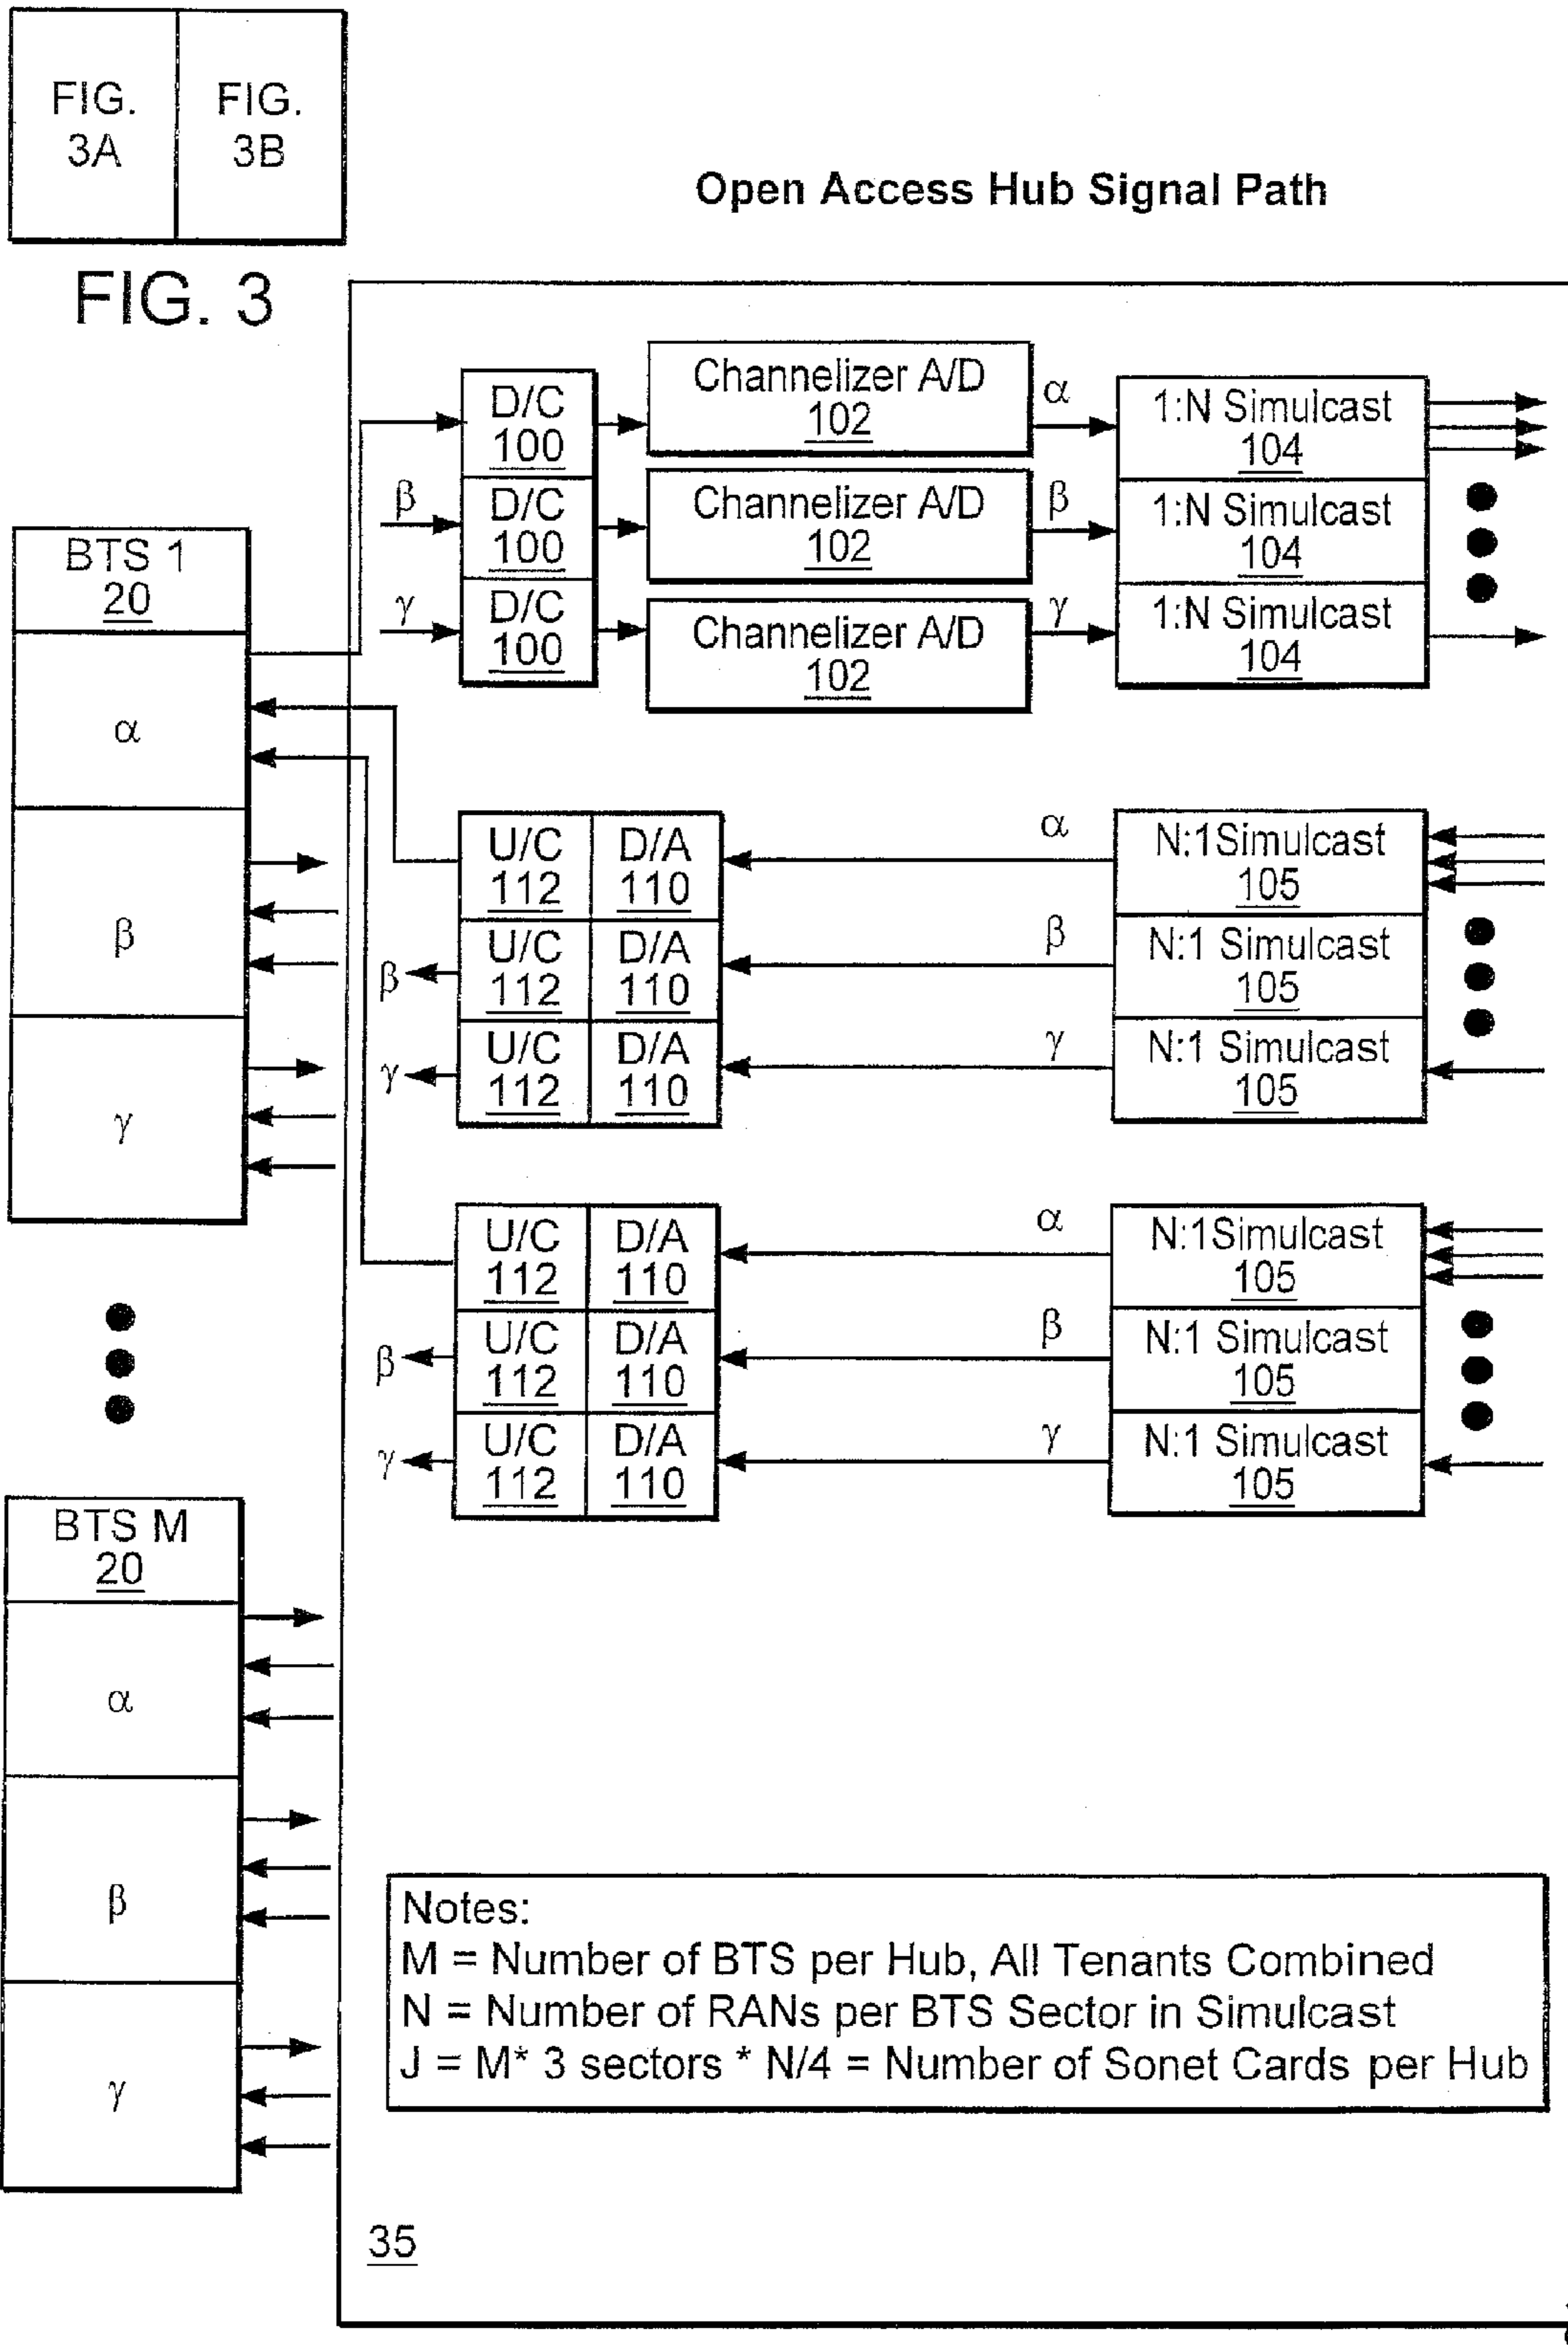 FIG.
3A
FIG.
3B
FIG. 3
Open Access Hub Signal Path
D/C
100
Channelizer A/D
102
α
1:N Simulcast
104
β
D/C
100
Channelizer A/D
102
β
1:N Simulcast
104
γ
D/C
100
Channelizer A/D
102
γ
1:N Simulcast
104
BTS 1
20
α
β
γ
U/C
112
D/A
110
α
N:1Simulcast
105
β
U/C
112
D/A
110
β
N:1 Simulcast
105
γ
U/C
112
D/A
110
γ
N:1 Simulcast
105
U/C
112
D/A
110
α
N:1Simulcast
105
β
U/C
112
D/A
110
β
N:1 Simulcast
105
γ
U/C
112
D/A
110
γ
N:1 Simulcast
105
BTS M
20
α
β
γ
Notes:
M = Number of BTS per Hub, All Tenants Combined
N = Number of RANs per BTS Sector in Simulcast
J = M* 3 sectors * N/4 = Number of Sonet Cards per Hub
35